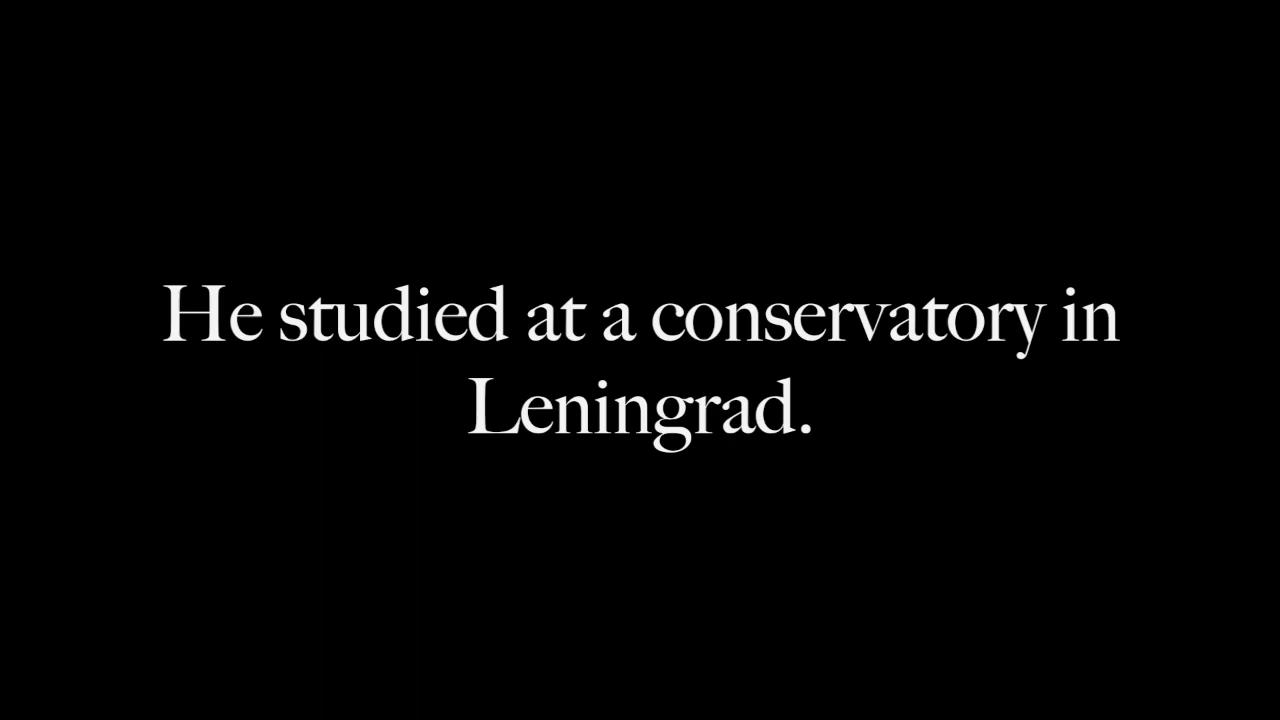 He studied at a conservatory in
Leningrad.